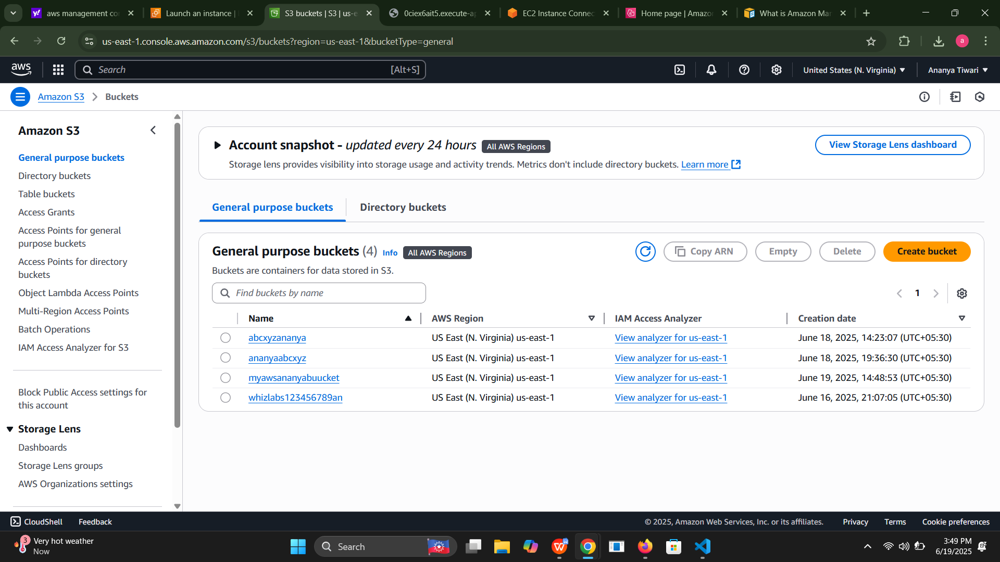 aws management co
Launch an instance |
S3 buckets | S3 | us-e
0ciex6ait5.execute-ap
EC2 Instance Connec
Home page | Amazo
What is Amazon Man
us-east-1.console.aws.amazon.com/s3/buckets?region=us-east-1&bucketType=general
a
aws
Search
[Alt+S]
United States (N. Virginia)
Ananya Tiwari
Amazon S3
Buckets
Amazon S3
General purpose buckets
Directory buckets
Table buckets
Access Grants
Access Points for general
purpose buckets
Access Points for directory
buckets
Object Lambda Access Points
Multi-Region Access Points
Batch Operations
IAM Access Analyzer for S3
Block Public Access settings for
this account
Storage Lens
Dashboards
Storage Lens groups
AWS Organizations settings
Account snapshot - updated every 24 hours
All AWS Regions
View Storage Lens dashboard
Storage lens provides visibility into storage usage and activity trends. Metrics don't include directory buckets. Learn more
General purpose buckets
Directory buckets
General purpose buckets (4)
Info
All AWS Regions
Copy ARN
Empty
Delete
Create bucket
Buckets are containers for data stored in S3.
Find buckets by name
1
Name
AWS Region
IAM Access Analyzer
Creation date
abcxyzananya
US East (N. Virginia) us-east-1
View analyzer for us-east-1
June 18, 2025, 14:23:07 (UTC+05:30)
ananyaabcxyz
US East (N. Virginia) us-east-1
View analyzer for us-east-1
June 18, 2025, 19:36:30 (UTC+05:30)
myawsananyabuucket
US East (N. Virginia) us-east-1
View analyzer for us-east-1
June 19, 2025, 14:48:53 (UTC+05:30)
whizlabs123456789an
US East (N. Virginia) us-east-1
View analyzer for us-east-1
June 16, 2025, 21:07:05 (UTC+05:30)
CloudShell
Feedback
© 2025, Amazon Web Services, Inc. or its affiliates.
Privacy
Terms
Cookie preferences
3
Very hot weather
Now
Search
3:49 PM
6/19/2025